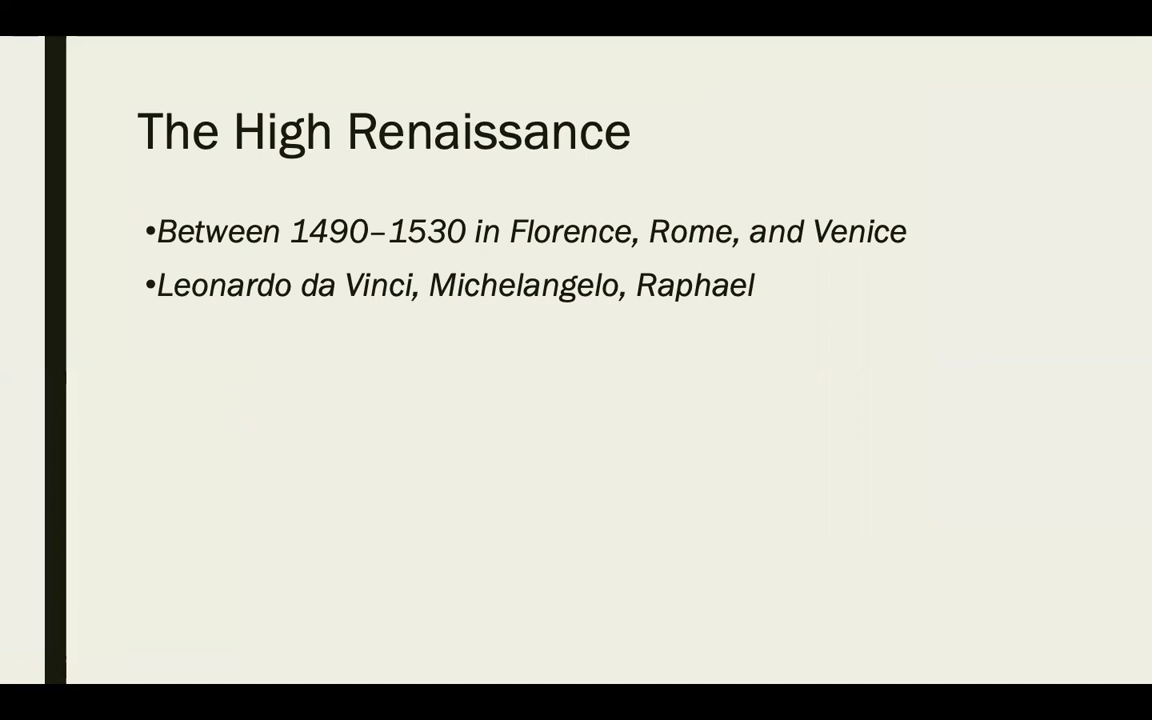 The High Renaissance
•Between 1490–1530 in Florence, Rome, and Venice
•Leonardo da Vinci, Michelangelo, Raphael